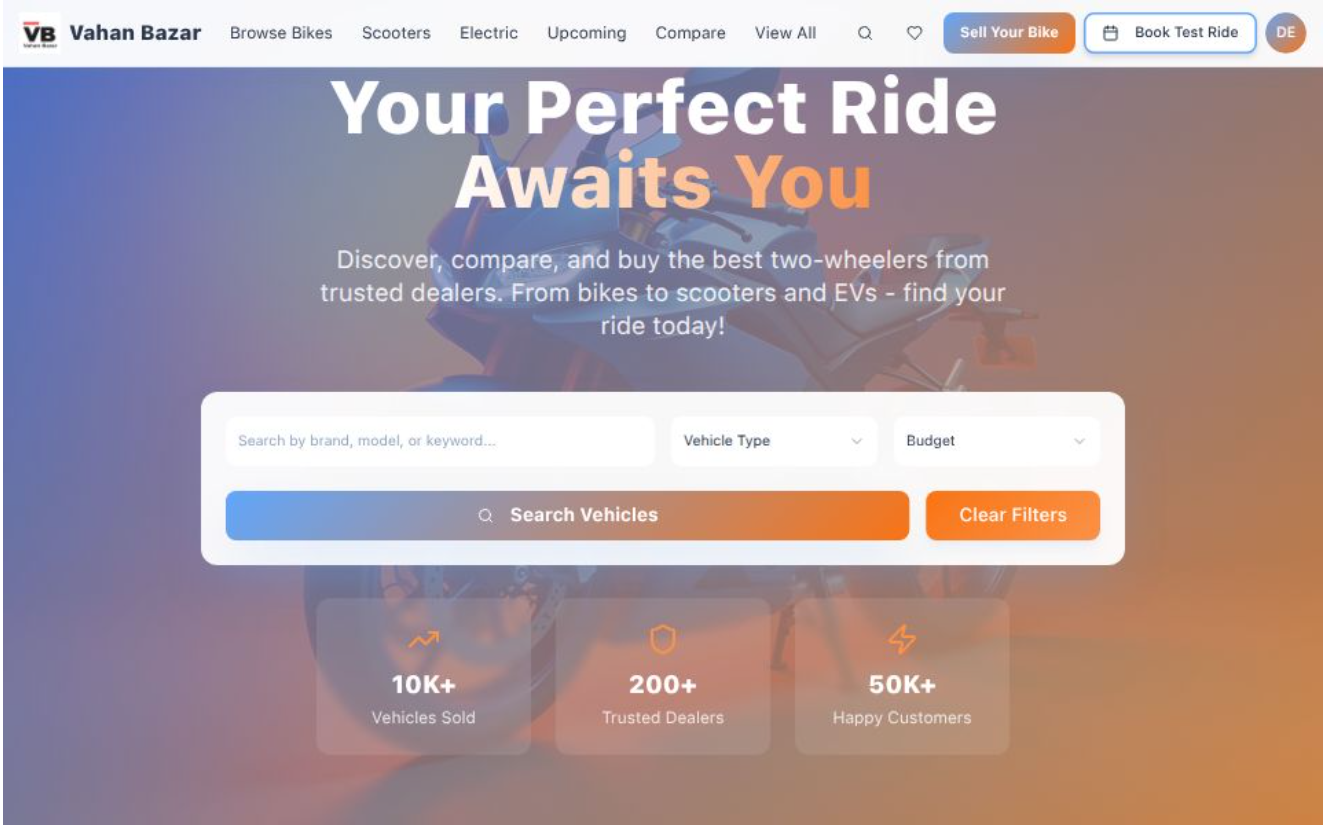 VB
Vahan Bazar
Vahan Bazar
Browse Bikes
Scooters
Electric
Upcoming
Compare
View All
Sell Your Bike
Book Test Ride
DE
Your Perfect Ride
Awaits You
Discover, compare, and buy the best two-wheelers from
trusted dealers. From bikes to scooters and EVs - find your
ride today!
Search by brand, model, or keyword...
Vehicle Type
Budget
Search Vehicles
Clear Filters
10K+
Vehicles Sold
200+
Trusted Dealers
50K+
Happy Customers